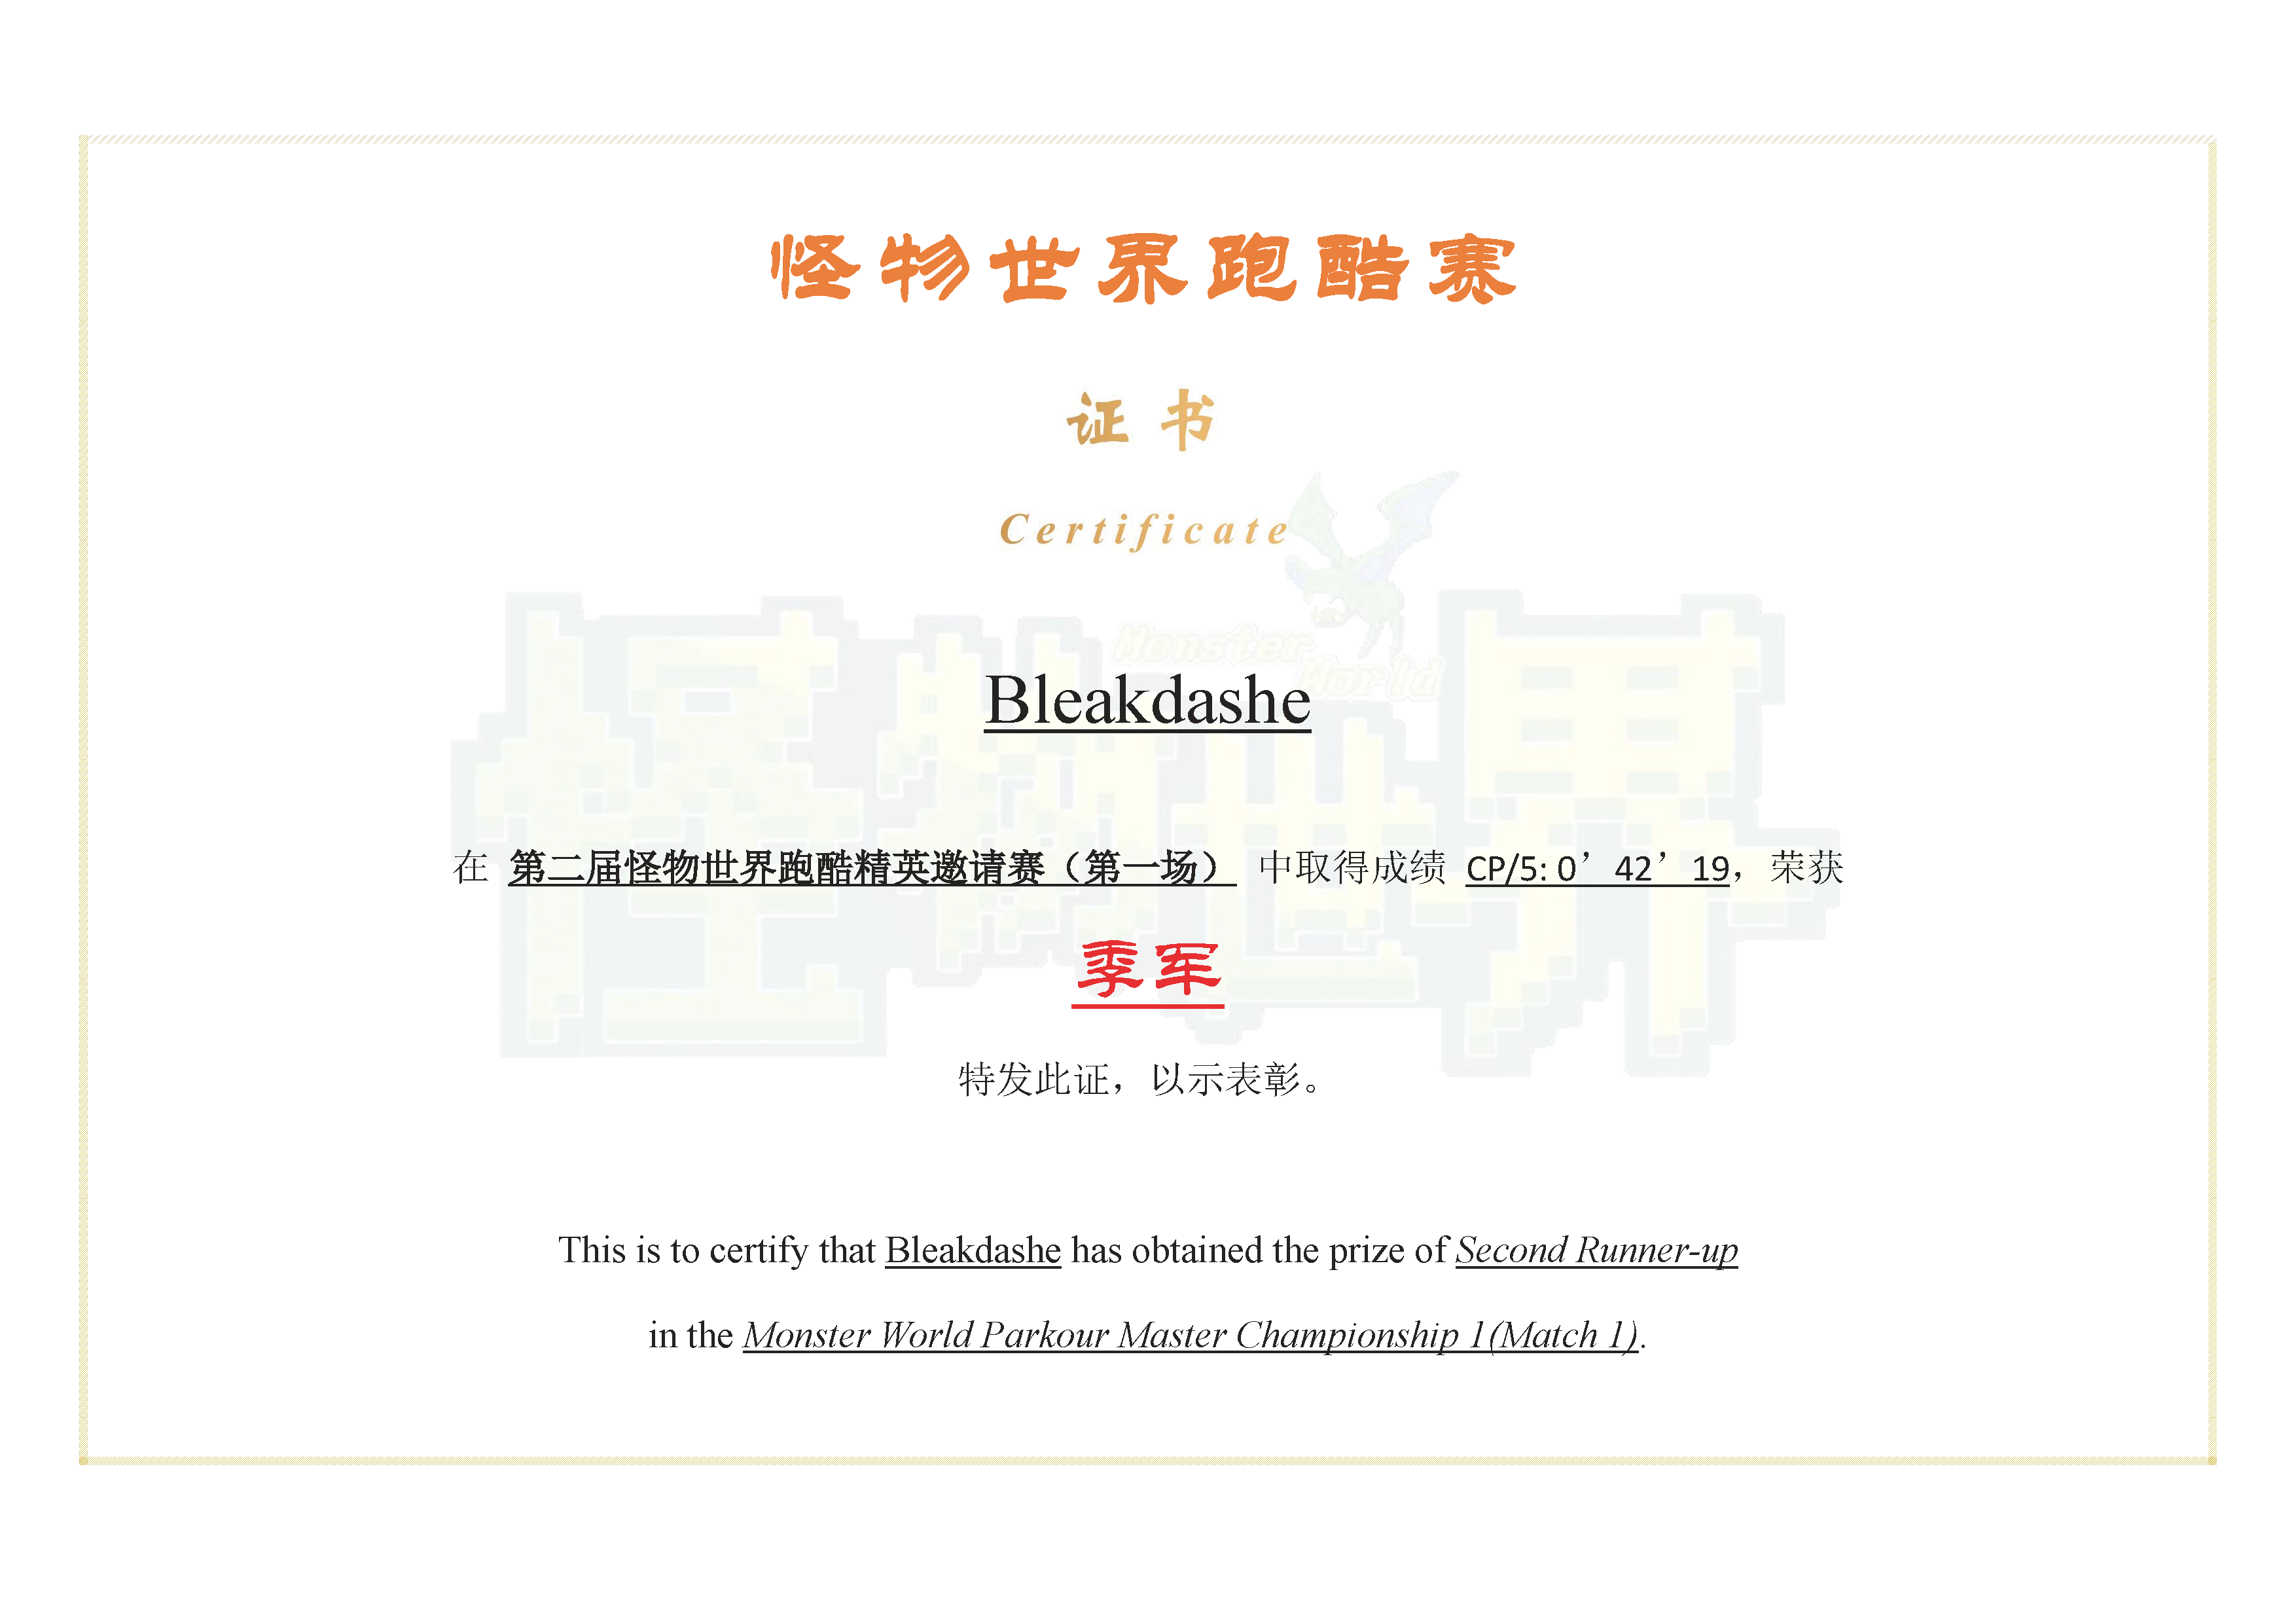 怪物世界跑酷赛
证书
Certificate
Monster
World
Bleakdashe
怪物世界
在 第二届怪物世界跑酷精英邀请赛（第一场） 中取得成绩 CP/5: 0’42’19，荣获
季军
特发此证，以示表彰。
This is to certify that Bleakdashe has obtained the prize of Second Runner-up
in the Monster World Parkour Master Championship 1(Match 1).